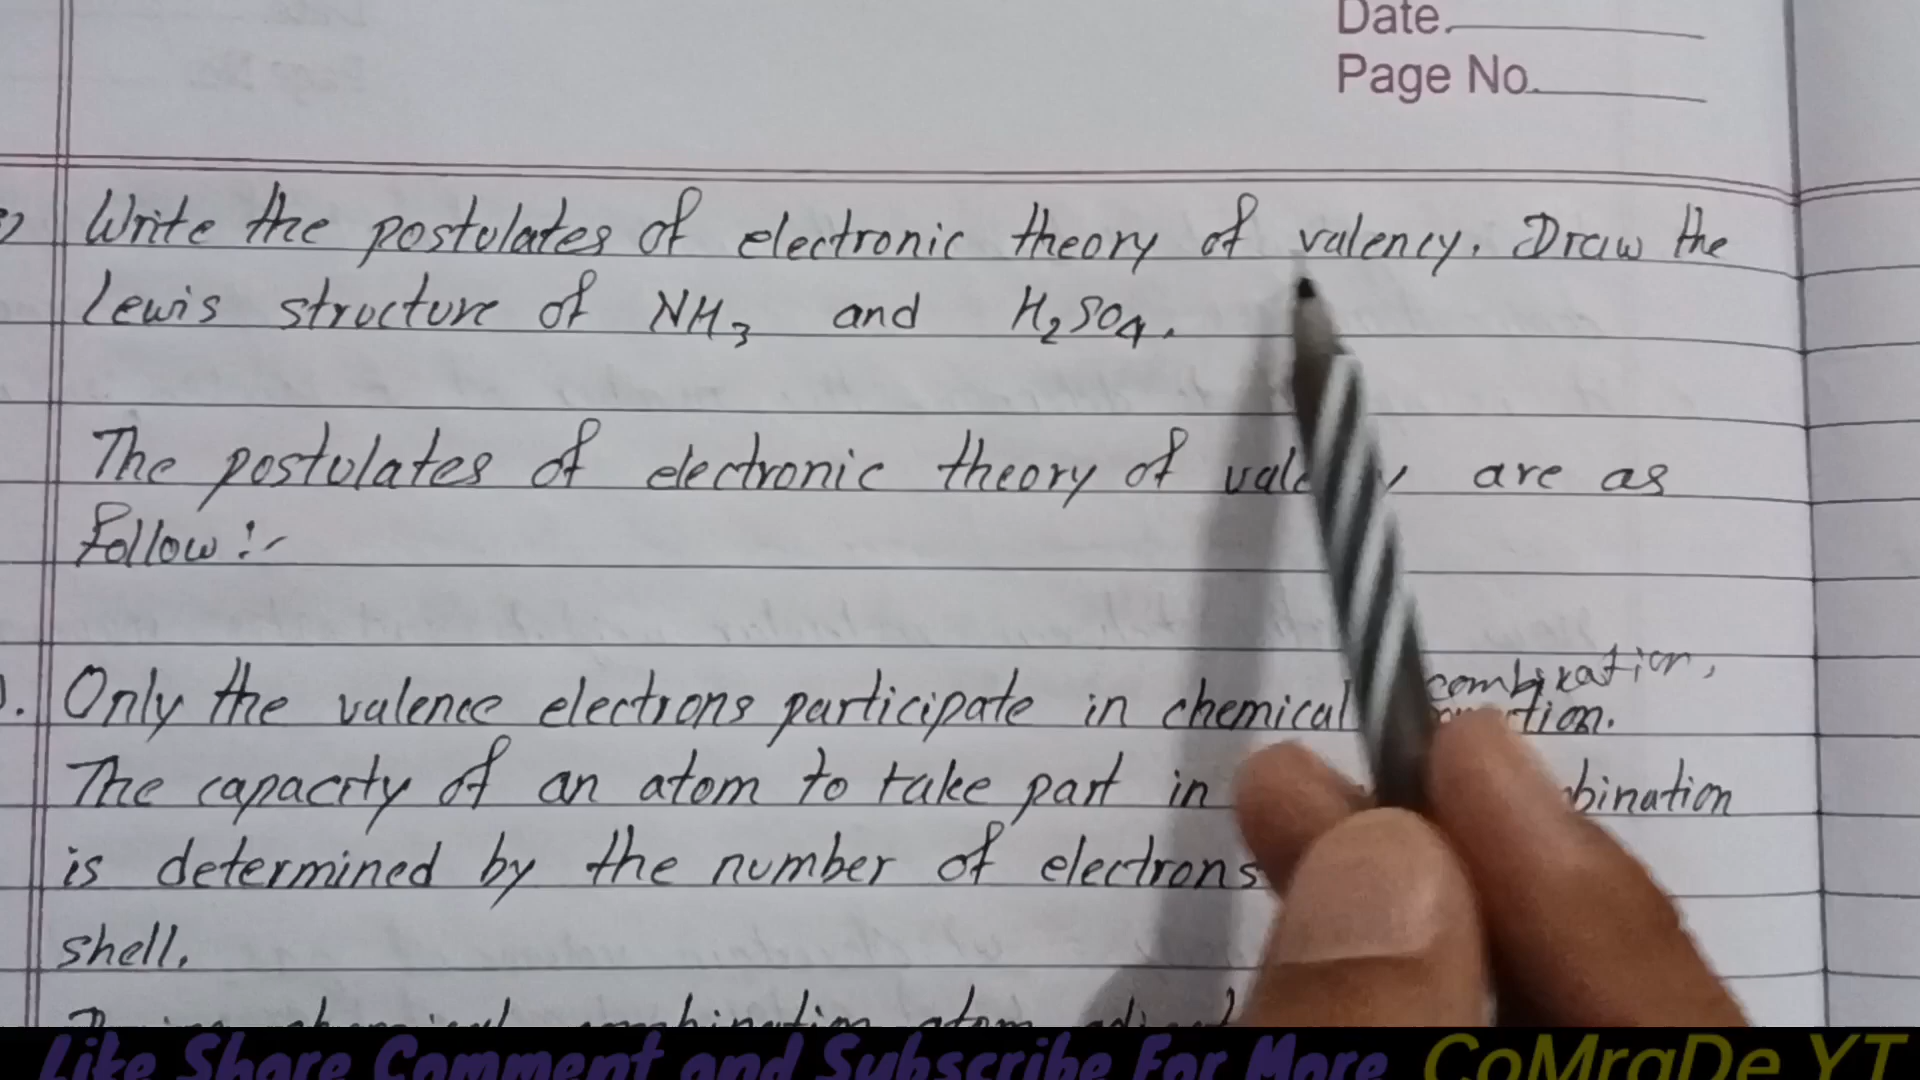 Date.
Page No.
Write the postulates of electronic theory of valency. Draw the
Lewis structure of NH3 and H2SO4.
The postulates of electronic theory of are as
follow :-
combination,
Only the valence electrons participate in chemical
The capacity of an atom to take part in
is determined by the number of electrons
shell.
combination atom
Like Share Comment and Subscribe For More CoMraDe YT